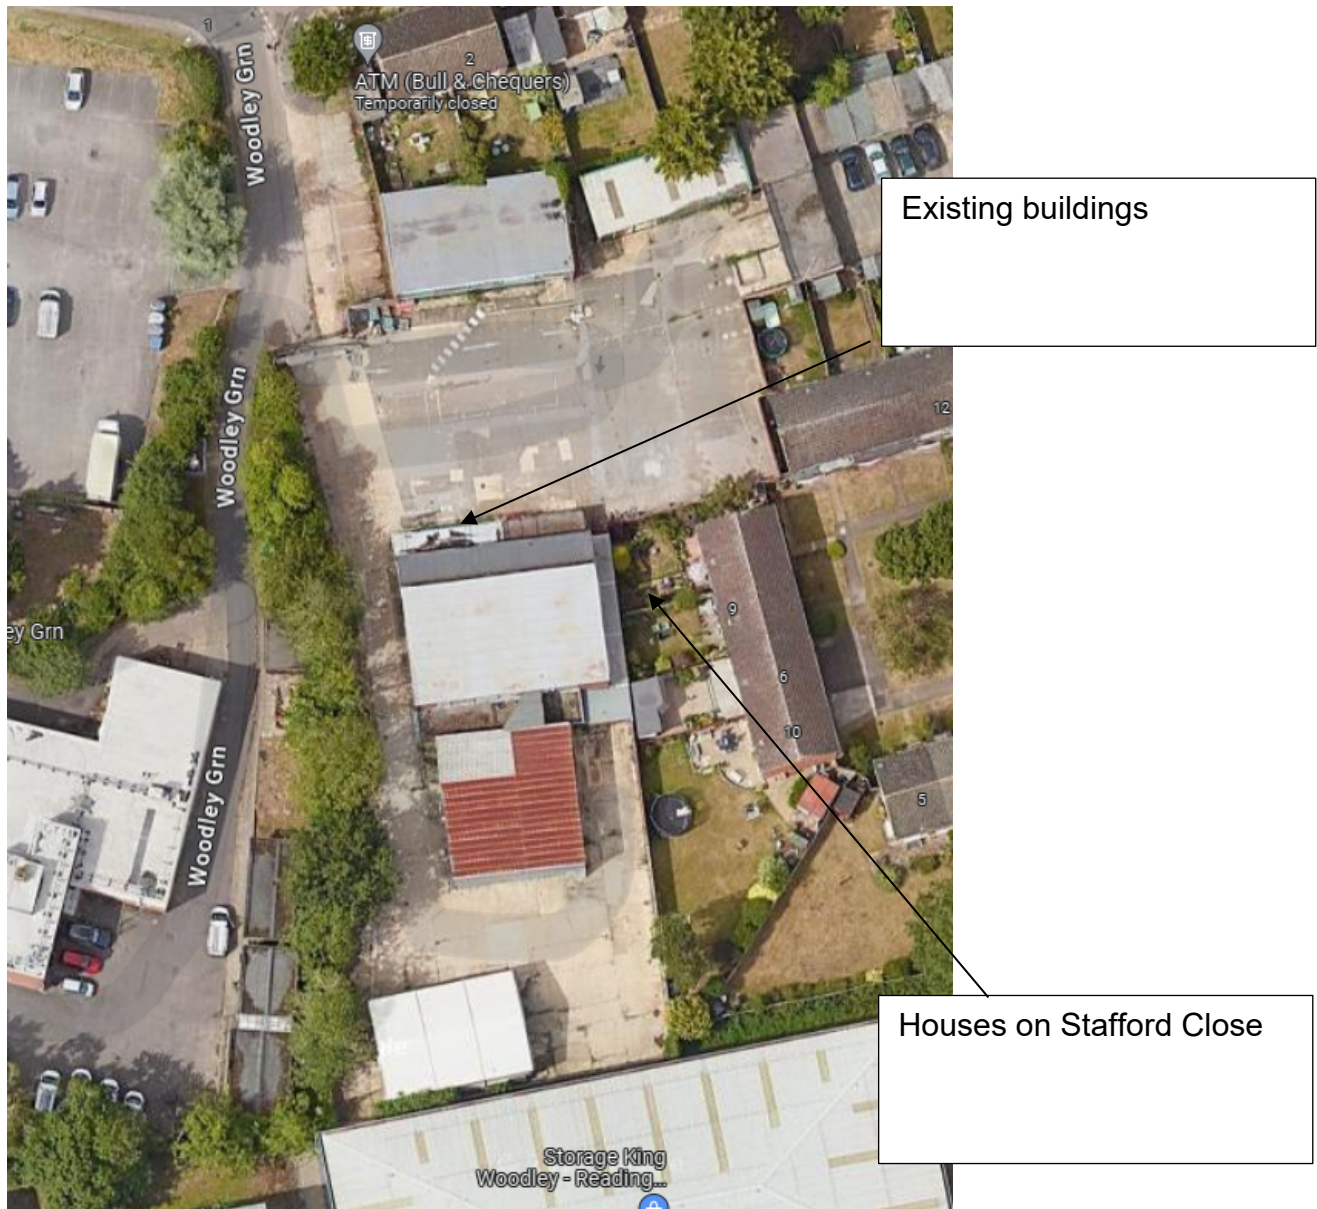 1
Woodley Grn
2
ATM (Bull & Chequers)
Temporarily closed
Existing buildings
12
Woodley Grn
9
ey Grn
6
10
Woodley Grn
5
Houses on Stafford Close
Storage King
Woodley - Reading...